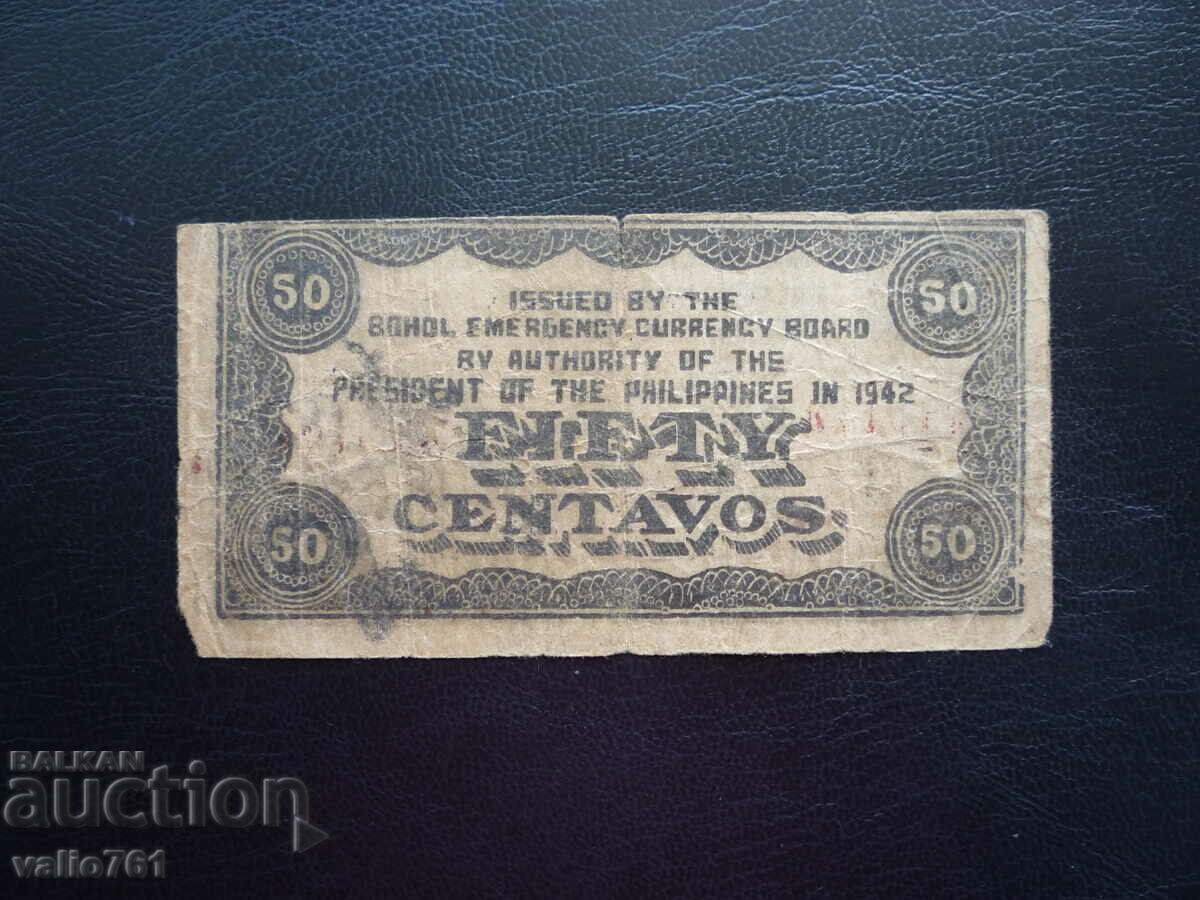 50
50
ISSUED BY THE
BOHOL EMERGENCY CURRENCY BOARD
BY AUTHORITY OF THE
PRESIDENT OF THE PHILIPPINES IN 1942
FIFTY
CENTAVOS
50
50
BALKAN
auction
valio761